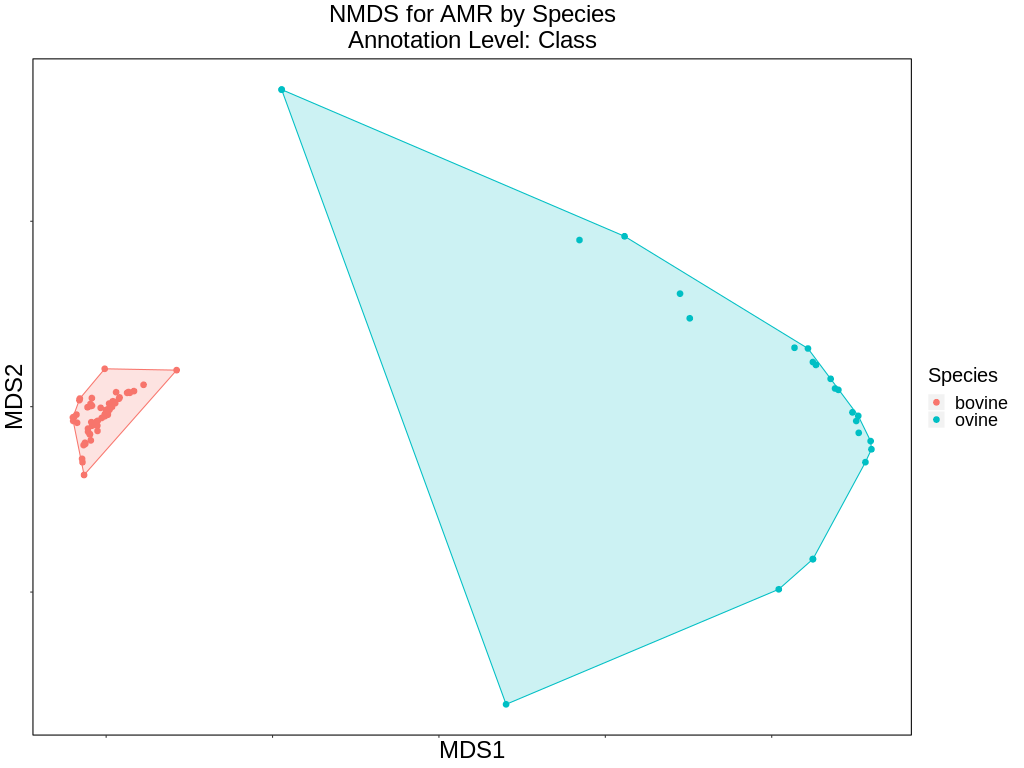 NMDS for AMR by Species
Annotation Level: Class
MDS2
MDS1
Species
bovine
ovine